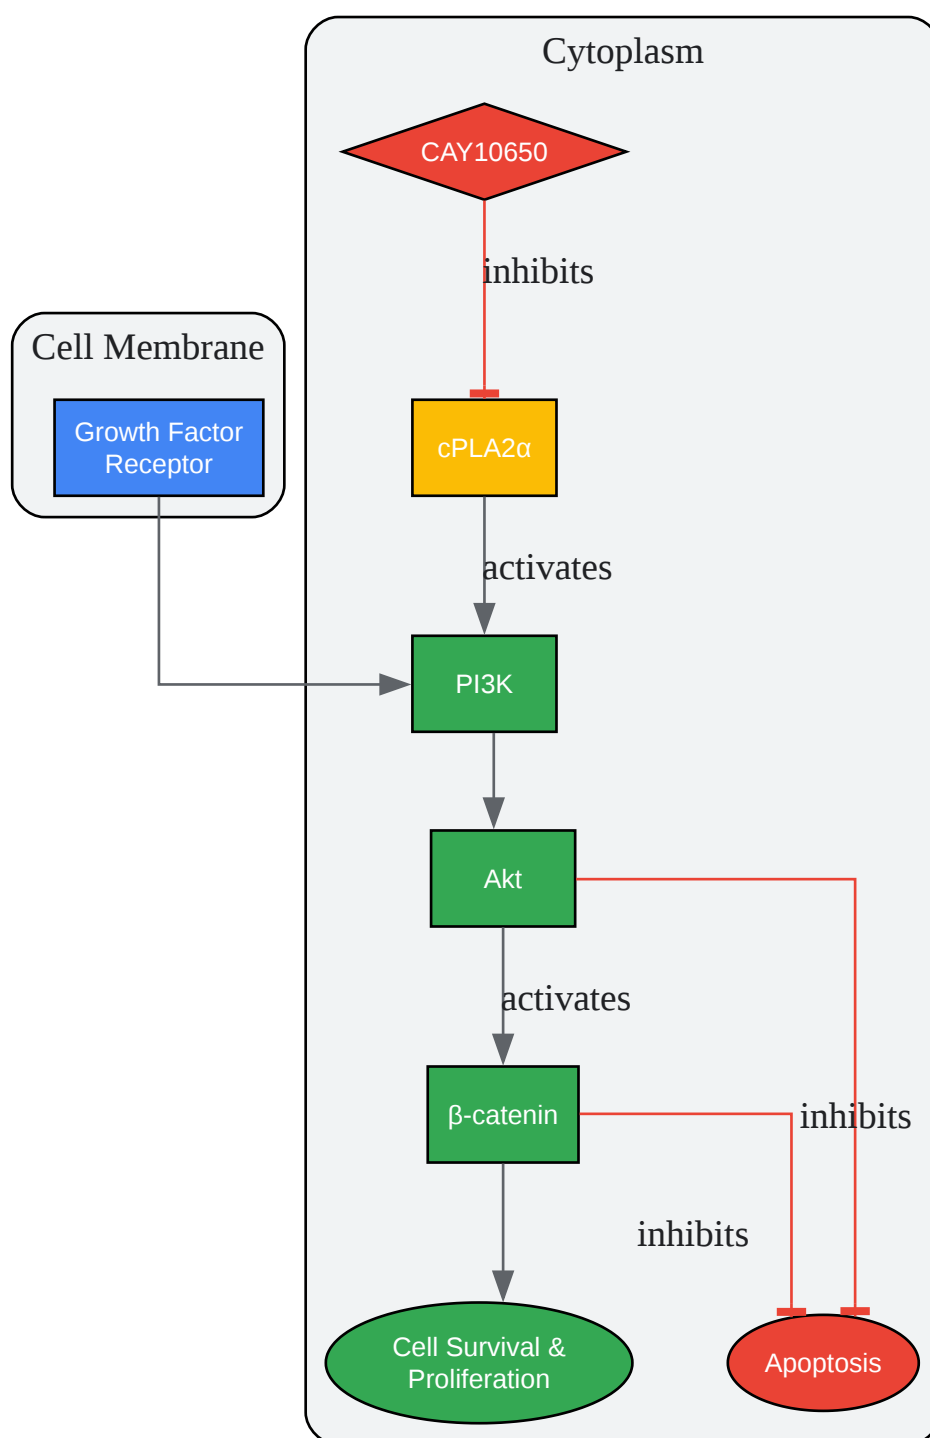 Cytoplasm
CAY10650
inhibits
Cell Membrane
Growth Factor
Receptor
cPLA2α
activates
PI3K
Akt
activates
β-catenin
inhibits
inhibits
Cell Survival &
Proliferation
Apoptosis